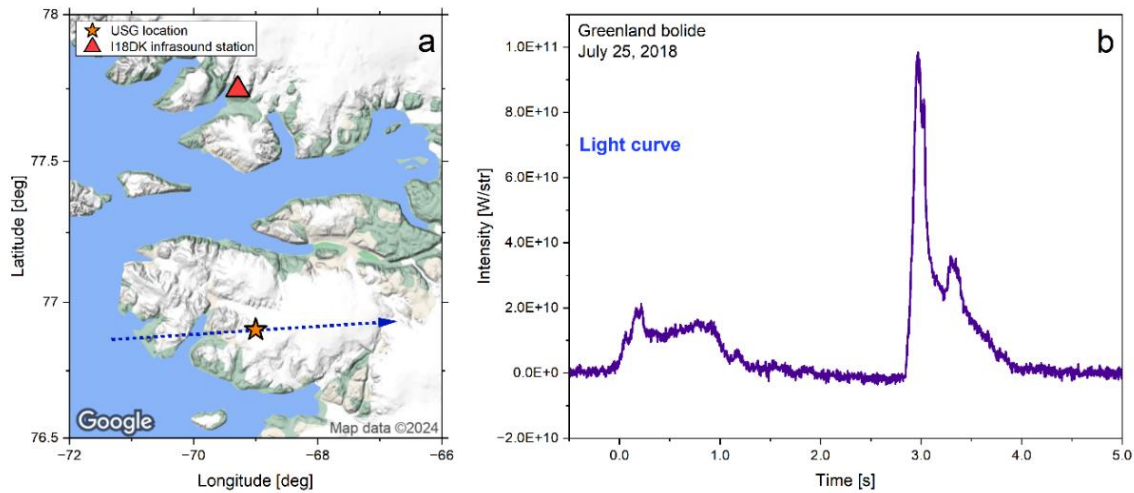 USG location
I18DK infrasound station
a
78
77.5
77
76.5
Latitude [deg]
−72
−70
−68
−66
Longitude [deg]
Google
Map data ©2024
b
Greenland bolide
July 25, 2018
Light curve
1.0E+11
8.0E+10
6.0E+10
4.0E+10
2.0E+10
0.0E+0
−2.0E+10
Intensity [W/str]
0.0
1.0
2.0
3.0
4.0
5.0
Time [s]